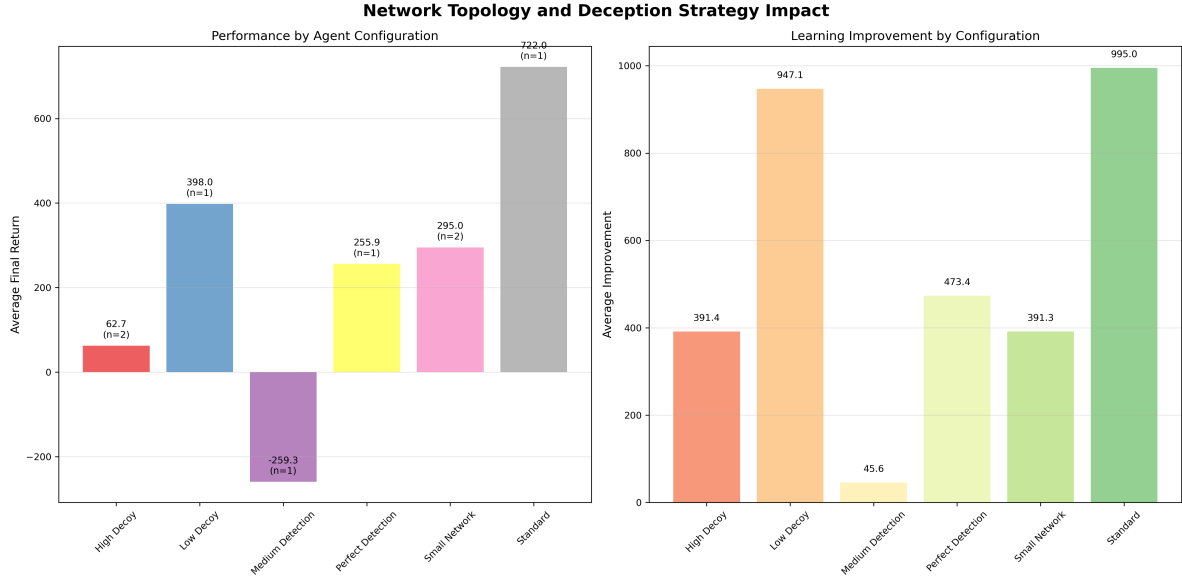 Network Topology and Deception Strategy Impact
Performance by Agent Configuration
Average Final Return
600
400
200
0
−200
62.7
(n=2)
398.0
(n=1)
-259.3
(n=1)
255.9
(n=1)
295.0
(n=2)
722.0
(n=1)
High Decoy
Low Decoy
Medium Detection
Perfect Detection
Small Network
Standard
Learning Improvement by Configuration
Average Improvement
1000
800
600
400
200
0
391.4
947.1
45.6
473.4
391.3
995.0
High Decoy
Low Decoy
Medium Detection
Perfect Detection
Small Network
Standard